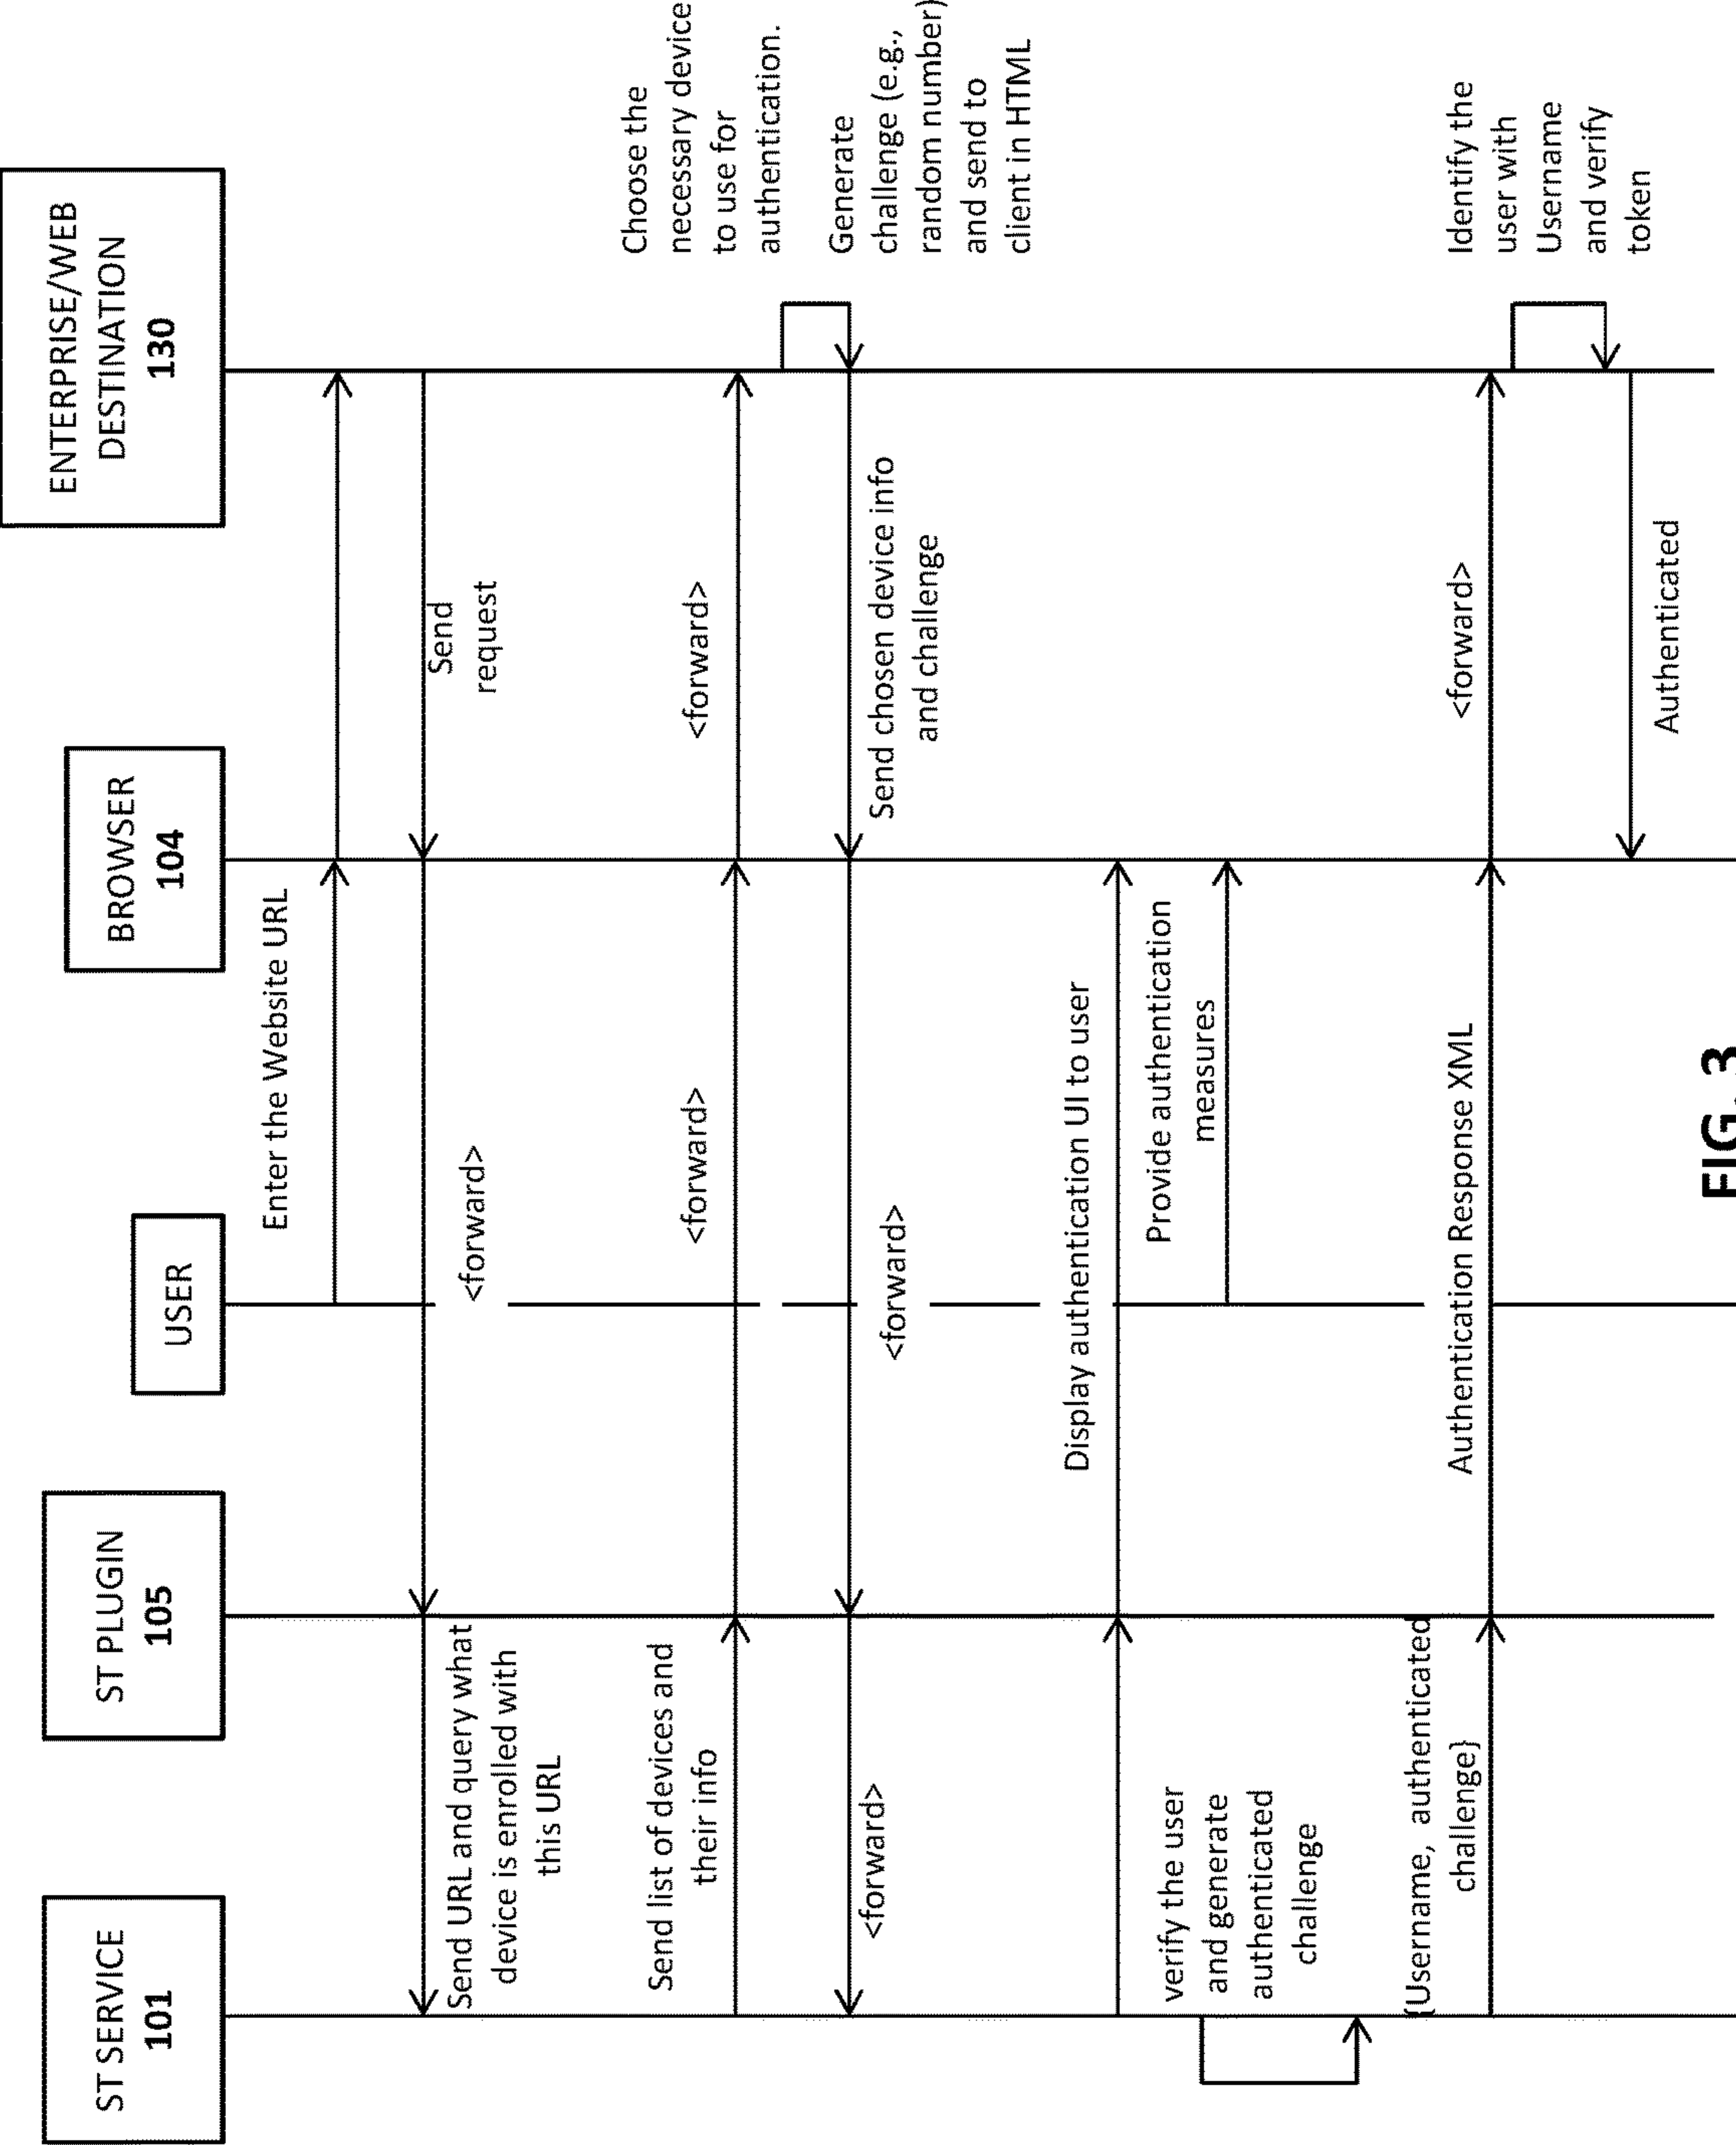 ST SERVICE
101
ST PLUGIN
105
USER
BROWSER
104
ENTERPRISE/WEB
DESTINATION
130
Enter the Website URL
Send
request
<forward>
Send URL and query what
device is enrolled with
this URL
Send list of devices and
their info
<forward>
<forward>
Choose the
necessary device
to use for
authentication.
Generate
challenge (e.g.,
random number)
and send to
client in HTML
Send chosen device info
and challenge
<forward>
<forward>
Display authentication UI to user
Provide authentication
measures
verify the user
and generate
authenticated
challenge
{Username, authenticated
challenge}
Authentication Response XML
<forward>
Identify the
user with
Username
and verify
token
Authenticated
FIG. 3